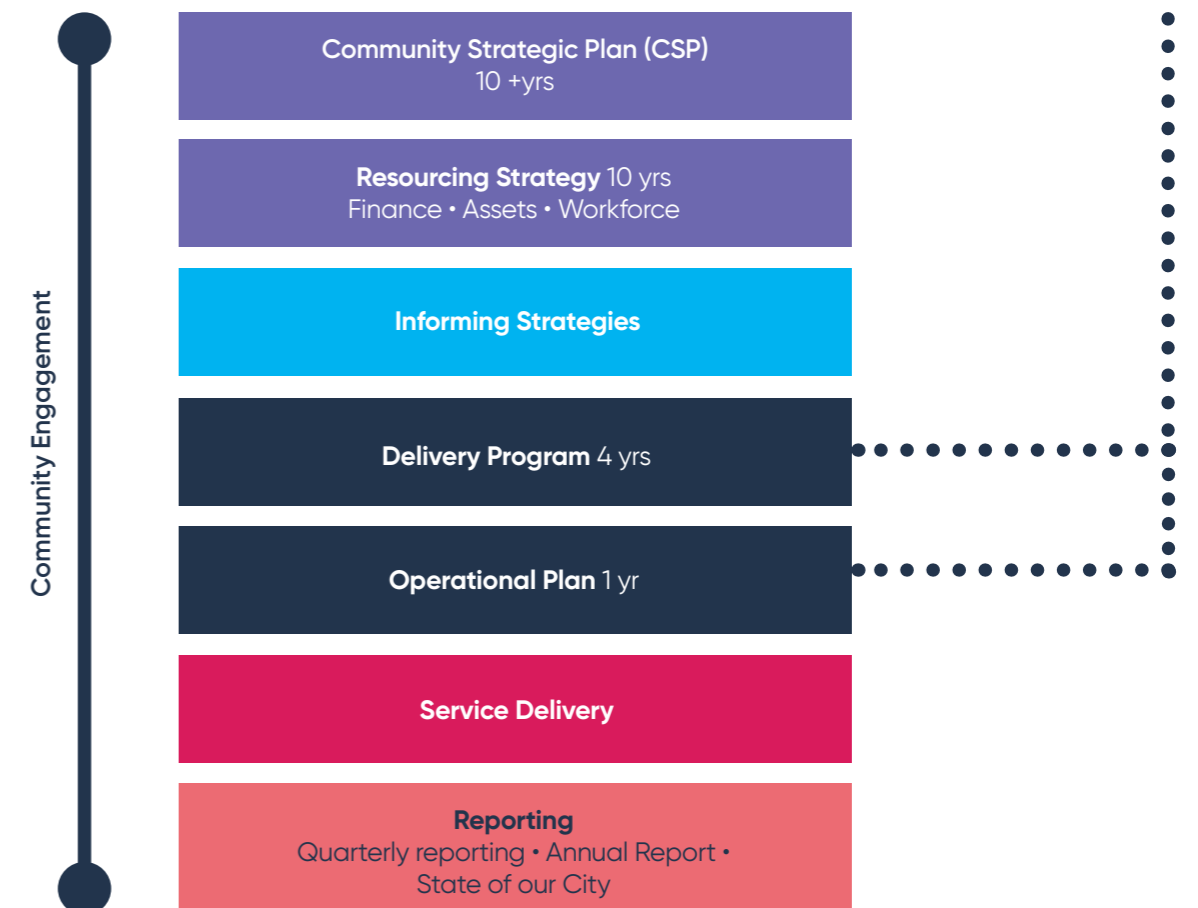 Community Strategic Plan (CSP)
10 +yrs
Resourcing Strategy 10 yrs
Finance • Assets • Workforce
Informing Strategies
Community Engagement
Delivery Program 4 yrs
Operational Plan 1 yr
Service Delivery
Reporting
Quarterly reporting • Annual Report •
State of our City